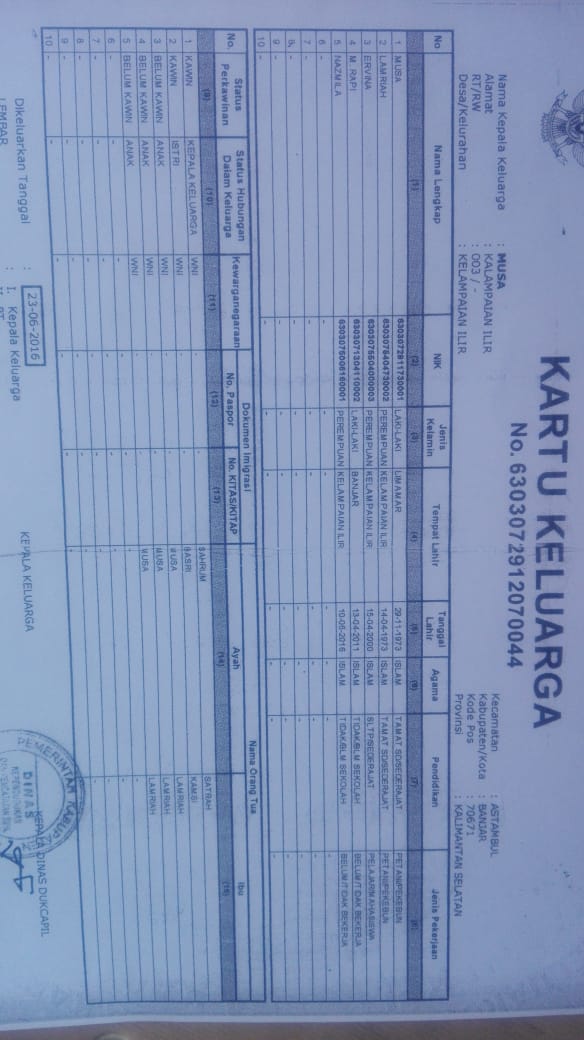 KARTU KELUARGA
No. 6303072912070044
Nama Kepala Keluarga : MUSA
Alamat : KALAMPAIAN ILIR
RT/RW : 003 / -
Desa/Kelurahan : KELAMPAIAN ILIR
Kecamatan : ASTAMBUL
Kabupaten/Kota : BANJAR
Kode Pos : 70671
Provinsi : KALIMANTAN SELATAN
No Nama Lengkap NIK Jenis Kelamin Tempat Lahir Tanggal Lahir Agama Pendidikan Jenis Pekerjaan
(1) (2) (3) (4) (5) (6) (7) (8)
1 MUSA 6303072911730001 LAKI-LAKI LIMAMAR 29-11-1973 ISLAM TAMAT SD/SEDERAJAT PETANI/PEKEBUN
2 LAMRIAH 6303075404730002 PEREMPUAN KELAMPAIAN ILIR 14-04-1973 ISLAM TAMAT SD/SEDERAJAT PETANI/PEKEBUN
3 ERVINA 6303075504000003 PEREMPUAN KELAMPAIAN ILIR 15-04-2000 ISLAM SLTP/SEDERAJAT PELAJAR/MAHASISWA
4 M. RAPI 6303071304110002 LAKI-LAKI BANJAR 13-04-2011 ISLAM TIDAK/BLM SEKOLAH BELUM/TIDAK BEKERJA
5 NAZMILA 6303075006160001 PEREMPUAN KELAMPAIAN ILIR 10-06-2016 ISLAM TIDAK/BLM SEKOLAH BELUM/TIDAK BEKERJA
6 -
7 -
8 -
9 -
10 -
No. Status Perkawinan Status Hubungan Dalam Keluarga Kewarganegaraan Dokumen Imigrasi Nama Orang Tua
No. Paspor No. KITAS/KITAP Ayah Ibu
(9) (10) (11) (12) (13) (14) (15)
1 KAWIN KEPALA KELUARGA WNI - - SAHRUM SATRAH
2 KAWIN ISTRI WNI - - BASRI KAMSI
3 BELUM KAWIN ANAK WNI - - MUSA LAMRIAH
4 BELUM KAWIN ANAK WNI - - MUSA LAMRIAH
5 BELUM KAWIN ANAK WNI - - MUSA LAMRIAH
6 -
7 -
8 -
9 -
10 -
Dikeluarkan Tanggal : 23-06-2016
LEMBAR : I. Kepala Keluarga
KEPALA KELUARGA
KEPALA DINAS DUKCAPIL
PEMERINTAH KABUP
DINAS